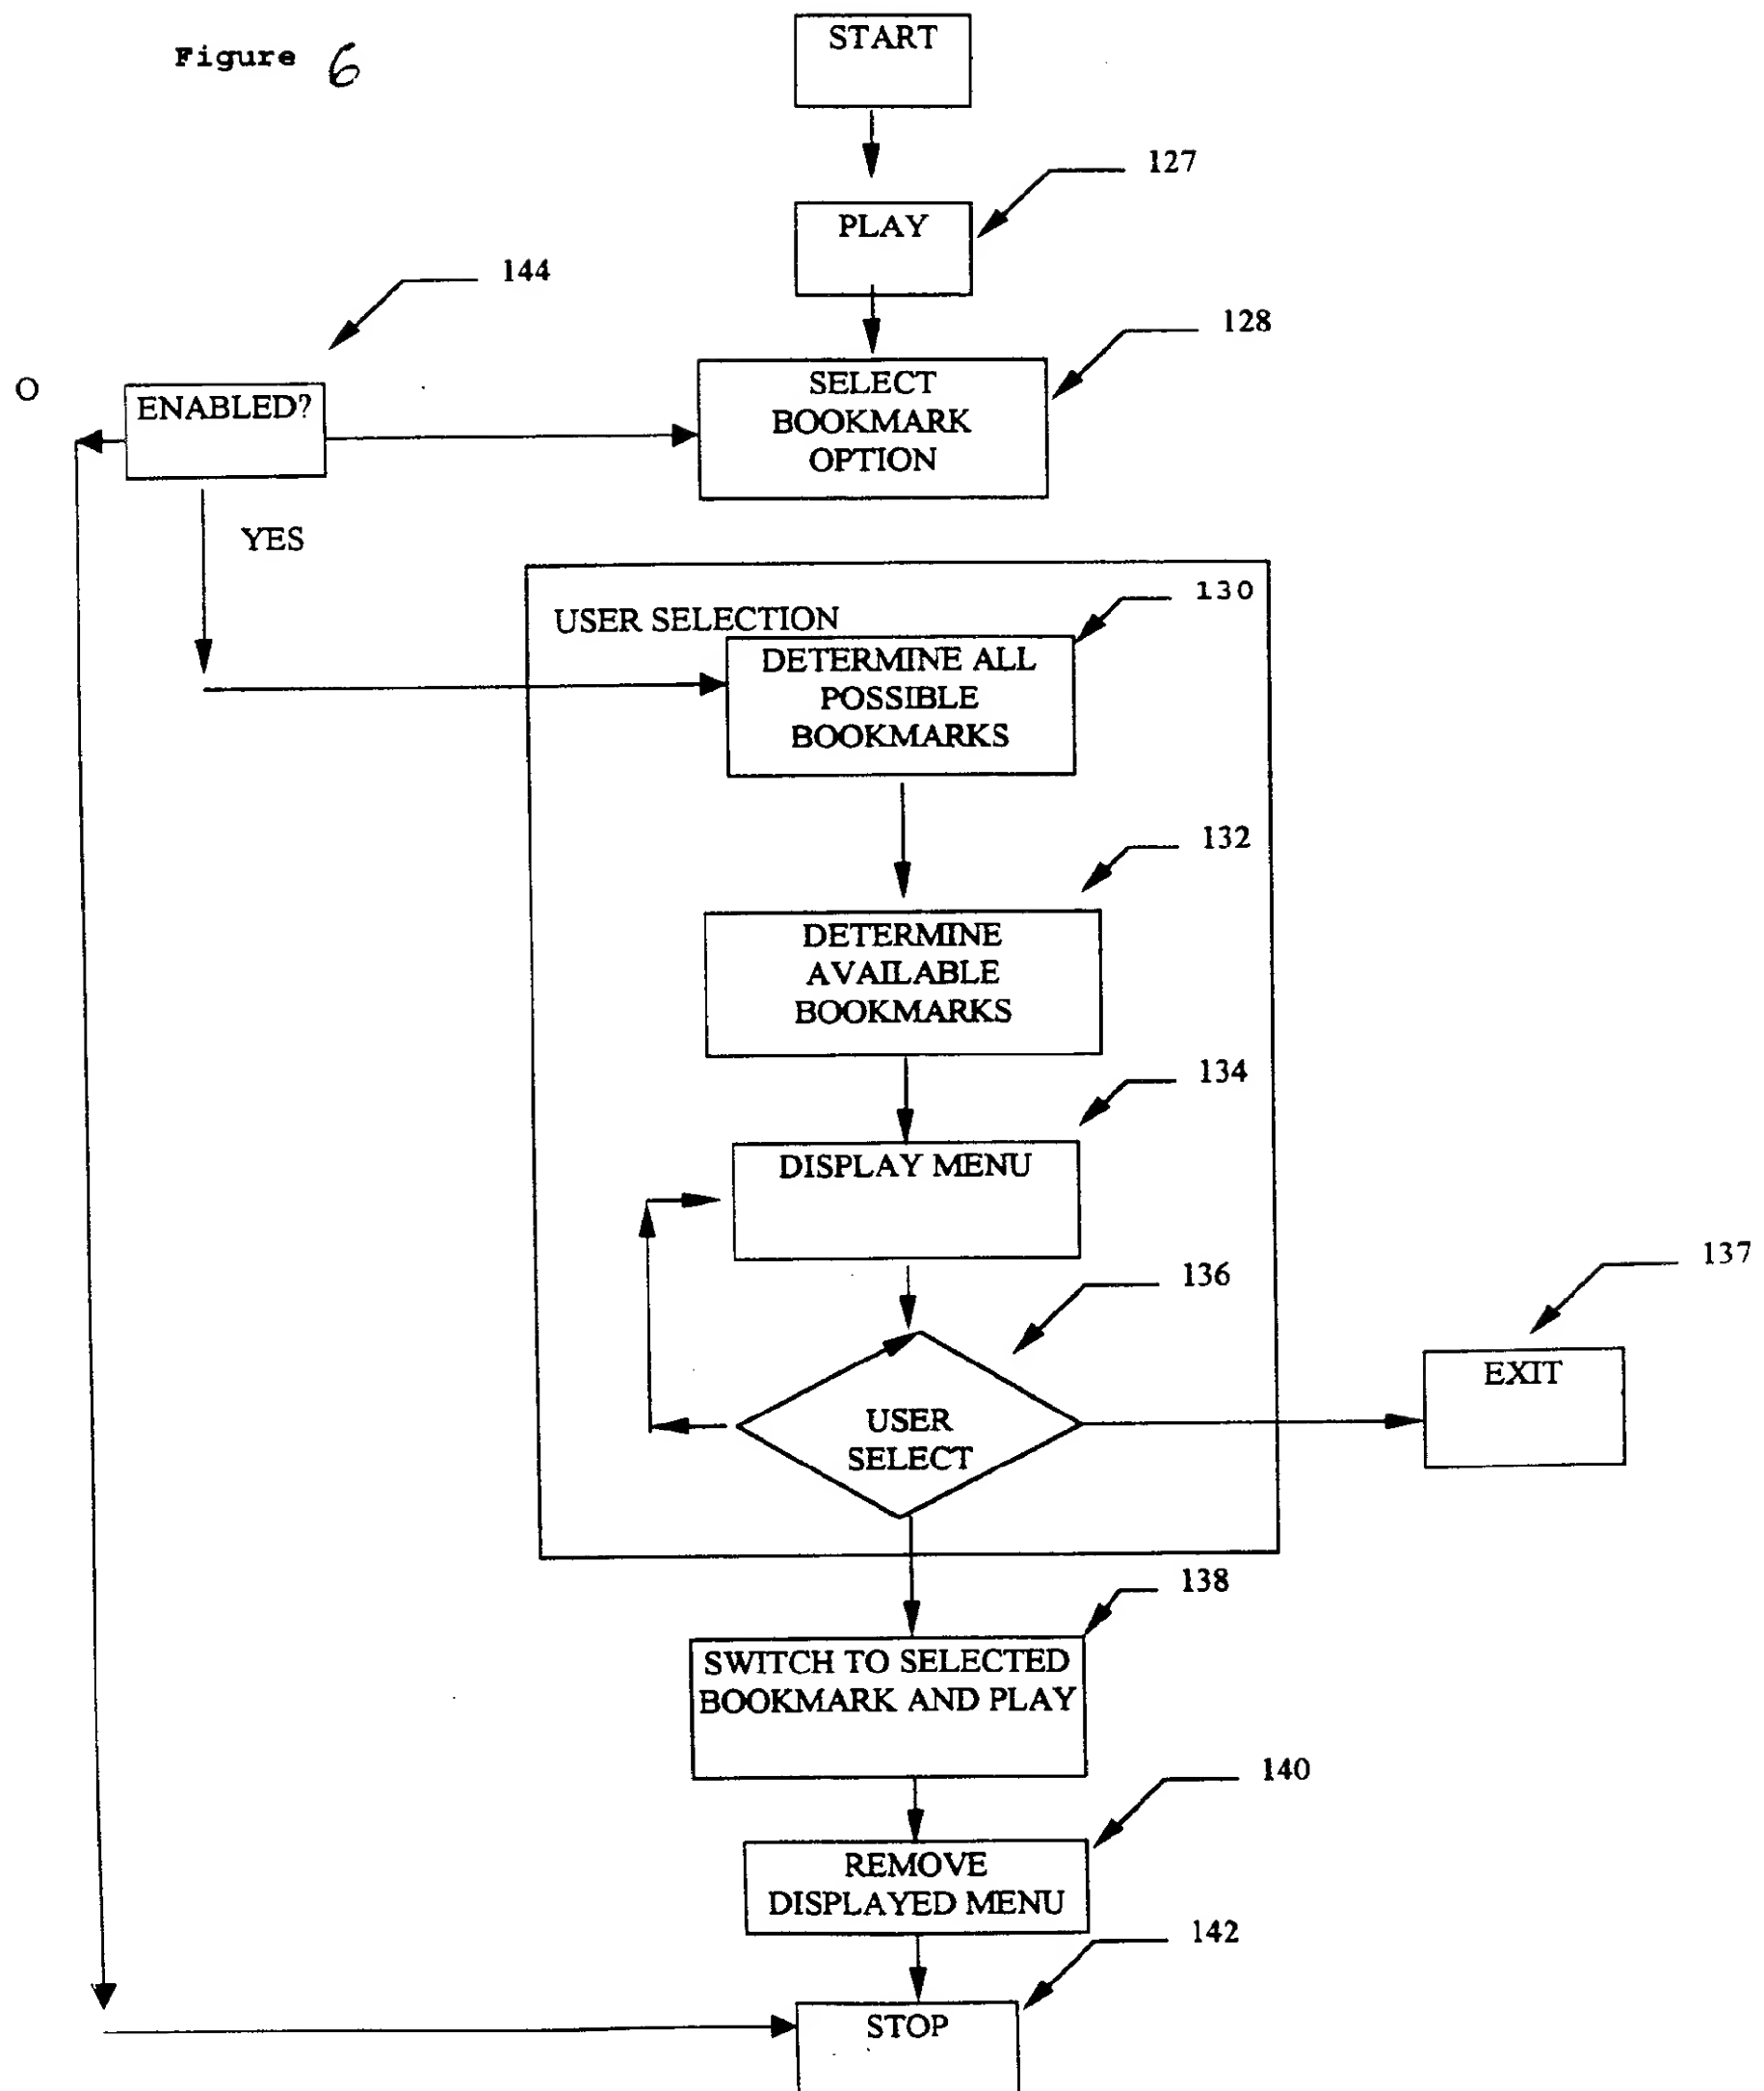 Figure 6
START
127
PLAY
144
128
O
ENABLED?
SELECT
BOOKMARK
OPTION
YES
130
USER SELECTION
DETERMINE ALL
POSSIBLE
BOOKMARKS
132
DETERMINE
AVAILABLE
BOOKMARKS
134
DISPLAY MENU
136
137
EXIT
USER
SELECT
138
SWITCH TO SELECTED
BOOKMARK AND PLAY
140
REMOVE
DISPLAYED MENU
142
STOP